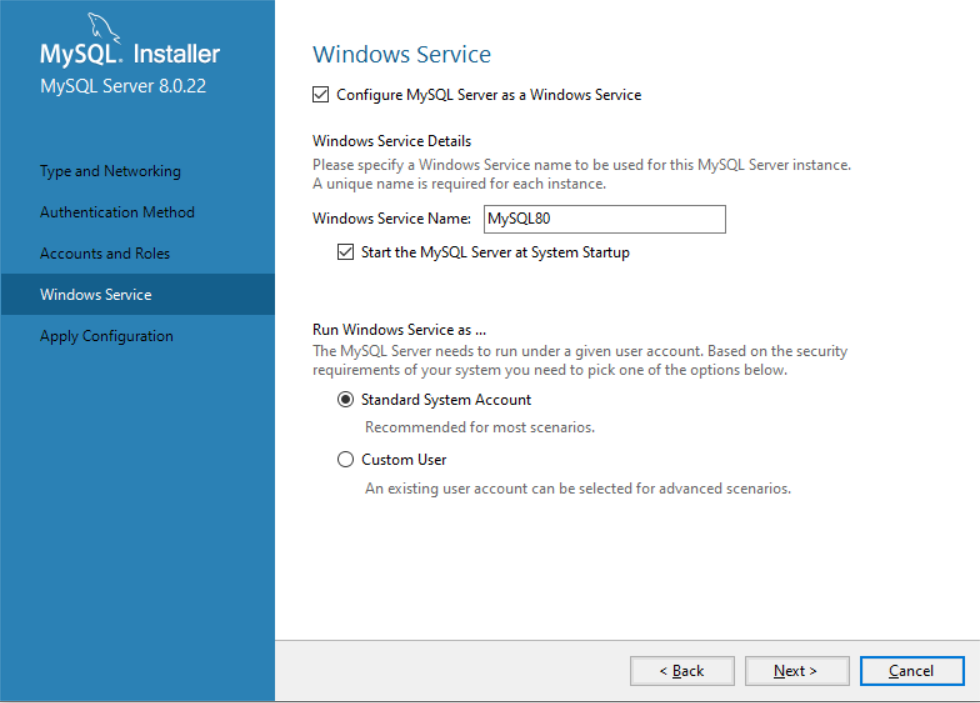 MySQL. Installer
MySQL Server 8.0.22
Type and Networking
Authentication Method
Accounts and Roles
Windows Service
Apply Configuration
Windows Service
Configure MySQL Server as a Windows Service
Windows Service Details
Please specify a Windows Service name to be used for this MySQL Server instance.
A unique name is required for each instance.
Windows Service Name: MySQL80
Start the MySQL Server at System Startup
Run Windows Service as ...
The MySQL Server needs to run under a given user account. Based on the security
requirements of your system you need to pick one of the options below.
Standard System Account
Recommended for most scenarios.
Custom User
An existing user account can be selected for advanced scenarios.
< Back Next > Cancel